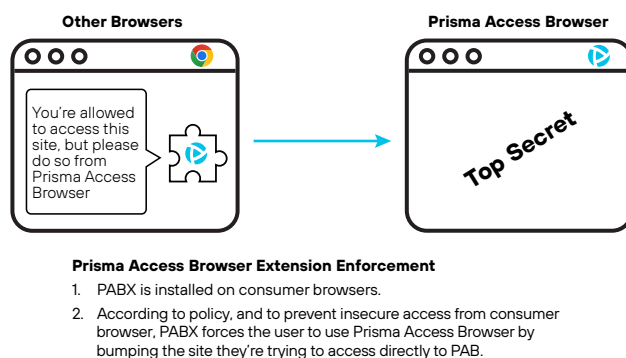 Other Browsers
Prisma Access Browser
You're allowed
to access this
site, but please
do so from
Prisma Access
Browser
Top Secret
Prisma Access Browser Extension Enforcement
1. PABX is installed on consumer browsers.
2. According to policy, and to prevent insecure access from consumer
browser, PABX forces the user to use Prisma Access Browser by
bumping the site they're trying to access directly to PAB.